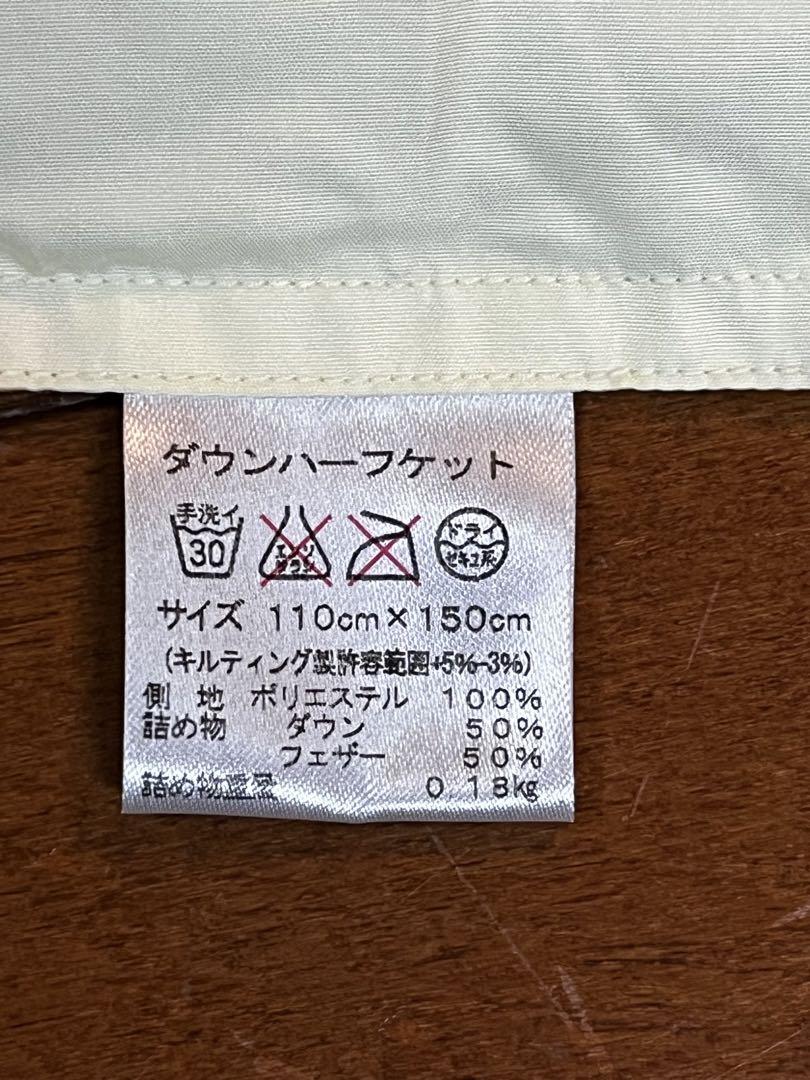 ダウンハーフケット
手洗イ
30
エンソ
サラシ
ドライ
セキユ系
サイズ 110cm×150cm
(キルティング製許容範囲+5%-3%)
側 地 ポリエステル 100%
詰め物 ダウン 50%
フェザー 50%
詰め物重量 0.18kg